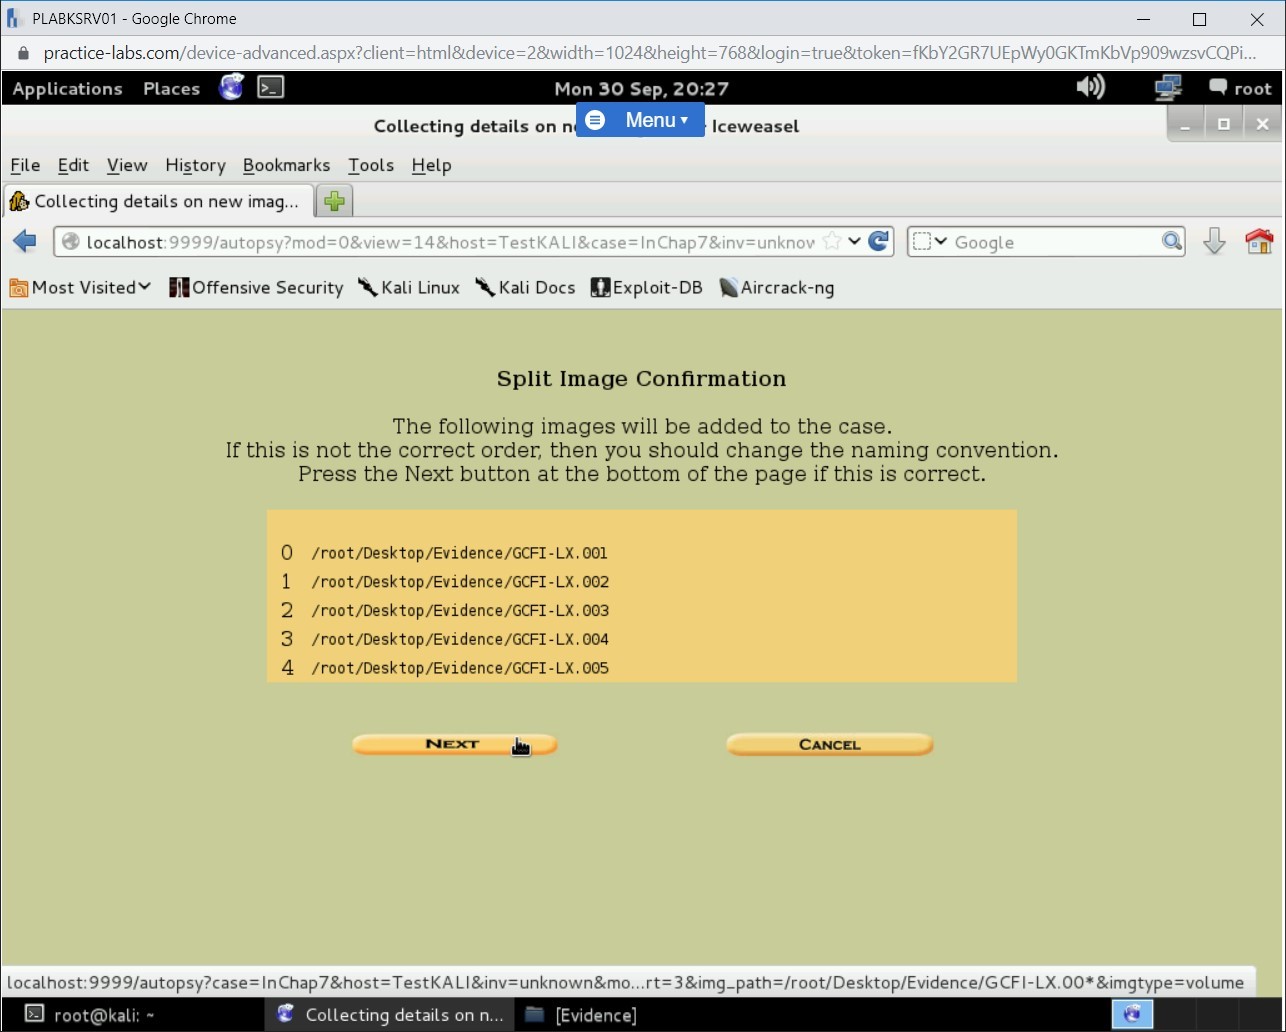 PLABKSRV01 - Google Chrome
practice-labs.com/device-advanced.aspx?client=html&device=2&width=1024&height=768&login=true&token=fKbY2GR7UEpWy0GKTmKbVp909wzsvCQPi...
Applications Places Mon 30 Sep, 20:27 root
Menu
Collecting details on n Iceweasel
File Edit View History Bookmarks Tools Help
Collecting details on new imag...
localhost:9999/autopsy?mod=0&view=14&host=TestKALI&case=InChap7&inv=unknow Google
Most Visited Offensive Security Kali Linux Kali Docs Exploit-DB Aircrack-ng
Split Image Confirmation
The following images will be added to the case.
If this is not the correct order, then you should change the naming convention.
Press the Next button at the bottom of the page if this is correct.
0 /root/Desktop/Evidence/GCFI-LX.001
1 /root/Desktop/Evidence/GCFI-LX.002
2 /root/Desktop/Evidence/GCFI-LX.003
3 /root/Desktop/Evidence/GCFI-LX.004
4 /root/Desktop/Evidence/GCFI-LX.005
NEXT CANCEL
localhost:9999/autopsy?case=InChap7&host=TestKALI&inv=unknown&mo...rt=3&img_path=/root/Desktop/Evidence/GCFI-LX.00*&imgtype=volume
root@kali: ~ Collecting details on n... [Evidence]